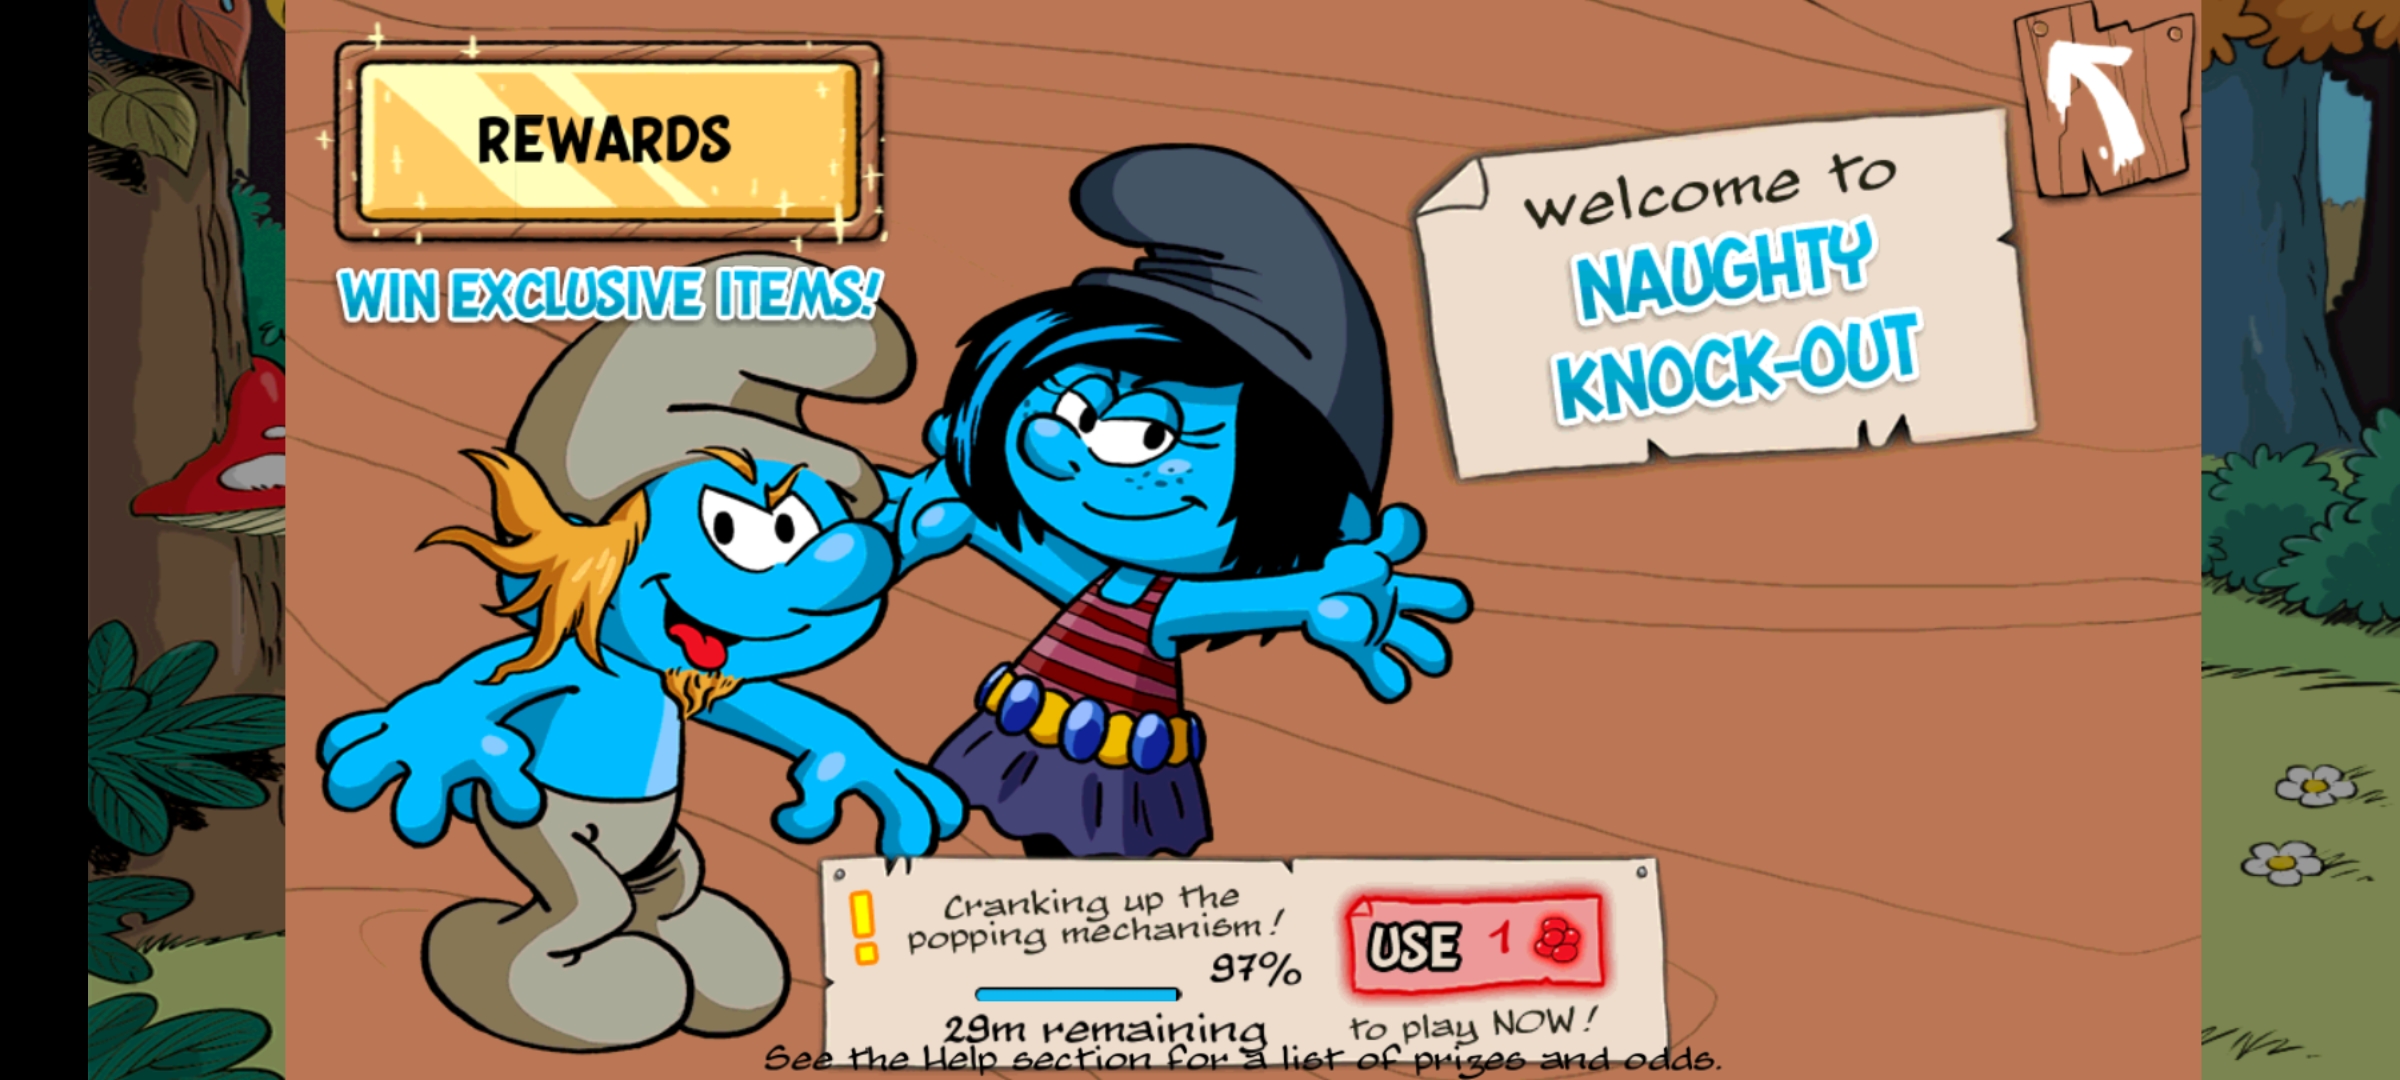 REWARDS
WIN EXCLUSIVE ITEMS!
Welcome to
NAUGHTY
KNOCK-OUT
Cranking up the
popping mechanism!
97%
29m remaining
USE 1
to play NOW!
See the Help section for a list of prizes and odds.